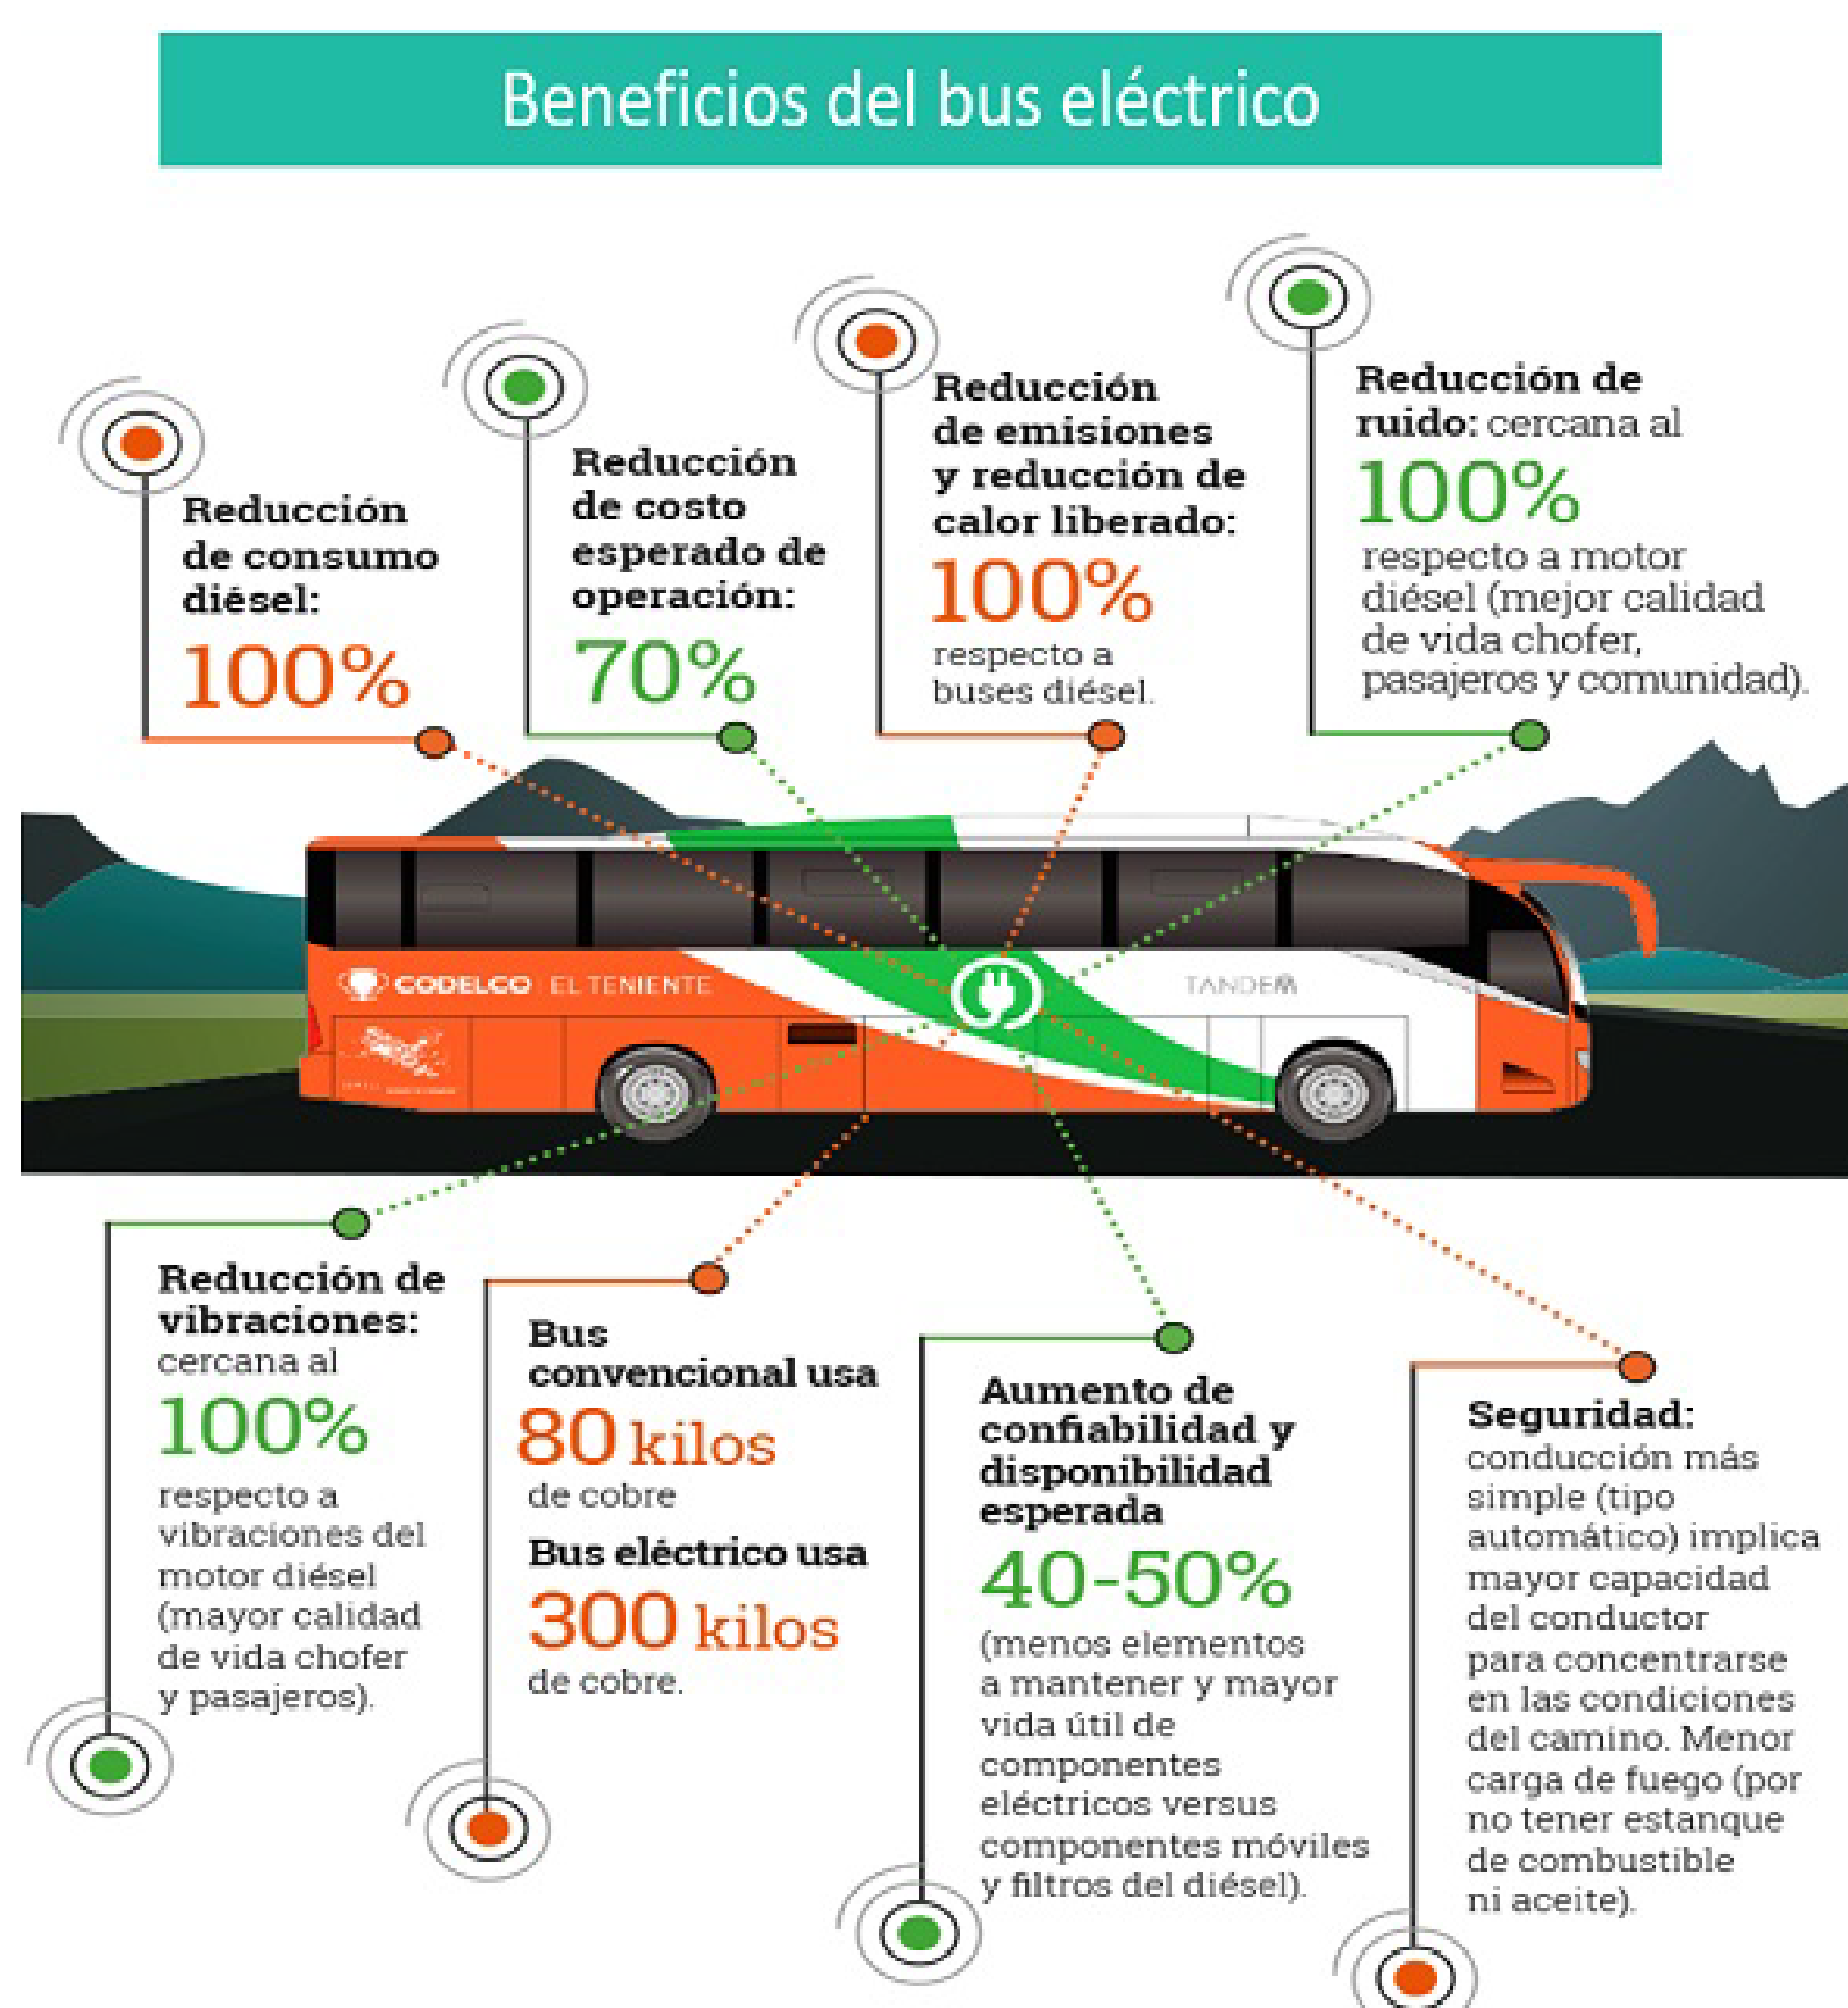 Beneficios del bus eléctrico
Reducción
de consumo
diésel:
100%
Reducción
de costo
esperado de
operación:
70%
Reducción
de emisiones
y reducción de
calor liberado:
100%
respecto a
buses diésel.
Reducción de
ruido: cercana al
100%
respecto a motor
diésel (mejor calidad
de vida chofer,
pasajeros y comunidad).
CODELCO EL TENIENTE
TANDEM
Reducción de
vibraciones:
cercana al
100%
respecto a
vibraciones del
motor diésel
(mayor calidad
de vida chofer
y pasajeros).
Bus
convencional usa
80 kilos
de cobre
Bus eléctrico usa
300 kilos
de cobre.
Aumento de
confiabilidad y
disponibilidad
esperada
40-50%
(menos elementos
a mantener y mayor
vida útil de
componentes
eléctricos versus
componentes móviles
y filtros del diésel).
Seguridad:
conducción más
simple (tipo
automático) implica
mayor capacidad
del conductor
para concentrarse
en las condiciones
del camino. Menor
carga de fuego (por
no tener estanque
de combustible
ni aceite).